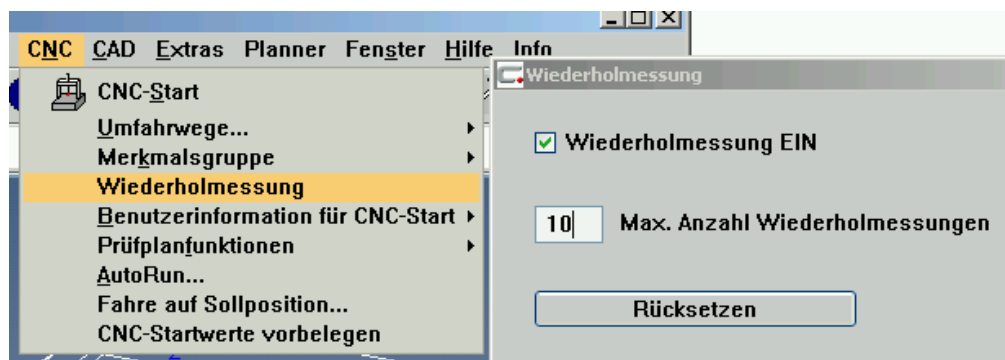 CNC CAD Extras Planner Fenster Hilfe Info
CNC-Start
Umfahrwege...
Merkmalsgruppe
Wiederholmessung
Benutzerinformation für CNC-Start
Prüfplanfunktionen
AutoRun...
Fahre auf Sollposition...
CNC-Startwerte vorbelegen
Wiederholmessung
Wiederholmessung EIN
10 Max. Anzahl Wiederholmessungen
Rücksetzen